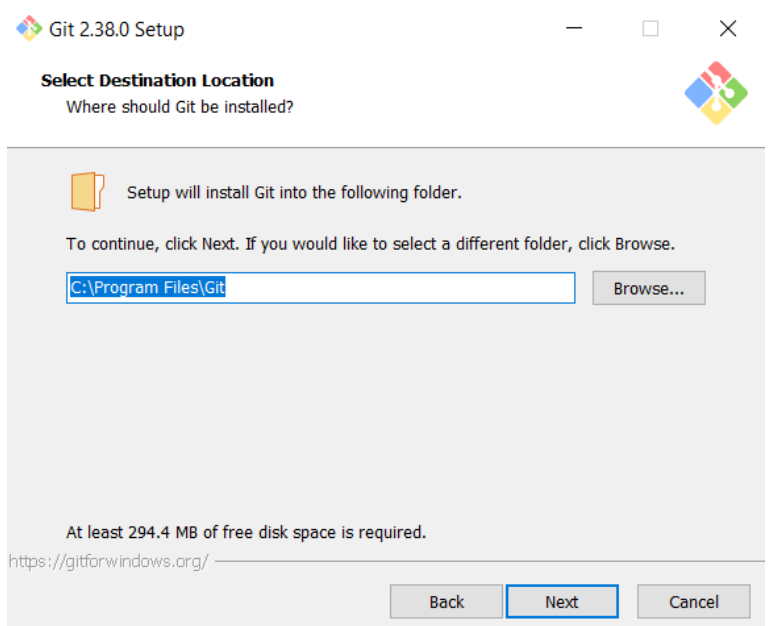 Git 2.38.0 Setup
Select Destination Location
Where should Git be installed?
Setup will install Git into the following folder.
To continue, click Next. If you would like to select a different folder, click Browse.
C:\Program Files\Git
Browse...
At least 294.4 MB of free disk space is required.
https://gitforwindows.org/
Back
Next
Cancel